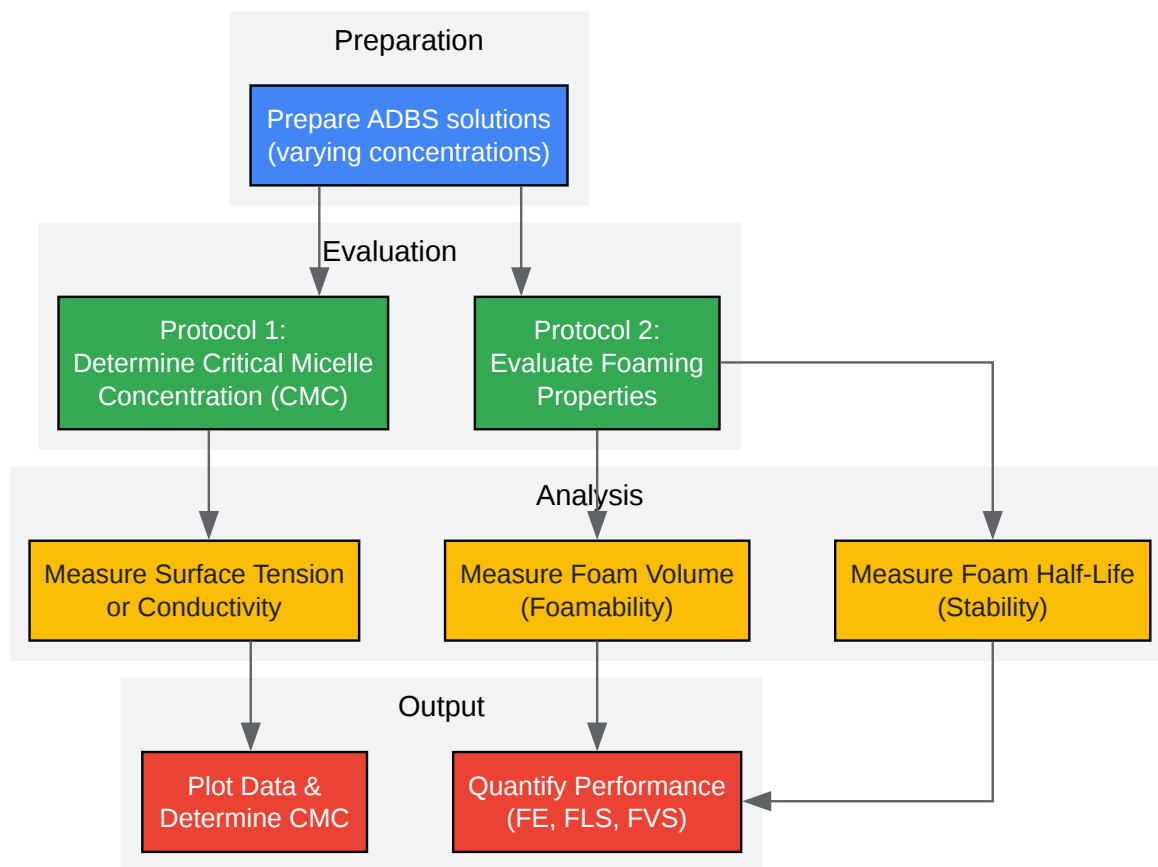 Preparation
Prepare ADBS solutions
(varying concentrations)
Evaluation
Protocol 1:
Determine Critical Micelle
Concentration (CMC)
Protocol 2:
Evaluate Foaming
Properties
Analysis
Measure Surface Tension
or Conductivity
Measure Foam Volume
(Foamability)
Measure Foam Half-Life
(Stability)
Output
Plot Data &
Determine CMC
Quantify Performance
(FE, FLS, FVS)